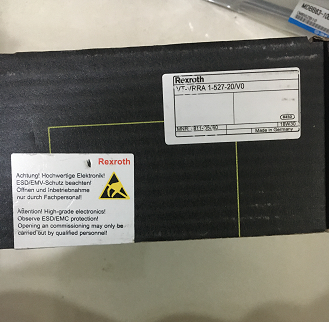 Rexroth
VT-VRRA 1-527-20/V0
MNR:
18W30
Made in Germany
Rexroth
Achtung! Hochwertige Elektronik!
ESD/EMV-Schutz beachten!
Öffnen und Inbetriebnahme
nur durch Fachpersonal!
Attention! High-grade electronics!
Observe ESD/EMC protection!
Opening an commissioning may only be
carried out by qualified personnel!